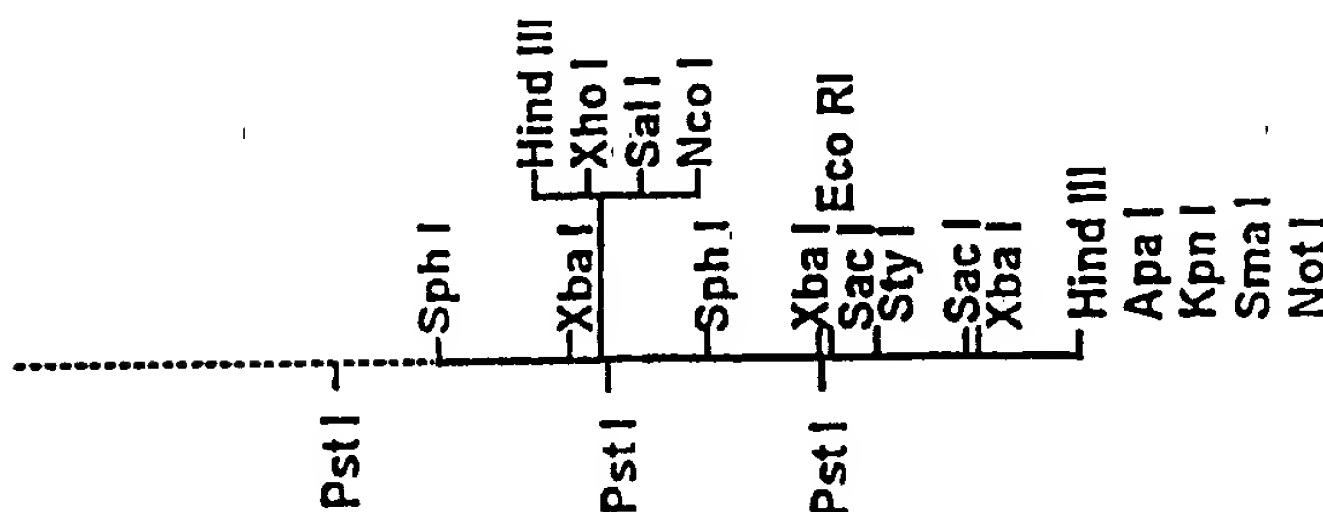 Hind III
Xho I
Sal I
Nco I
Sph I
Xba I
Sph I
Xba I
Eco RI
Sac I
Sty I
Sac I
Xba I
Hind III
Apa I
Kpn I
Sma I
Not I
Pst I
Pst I
Pst I